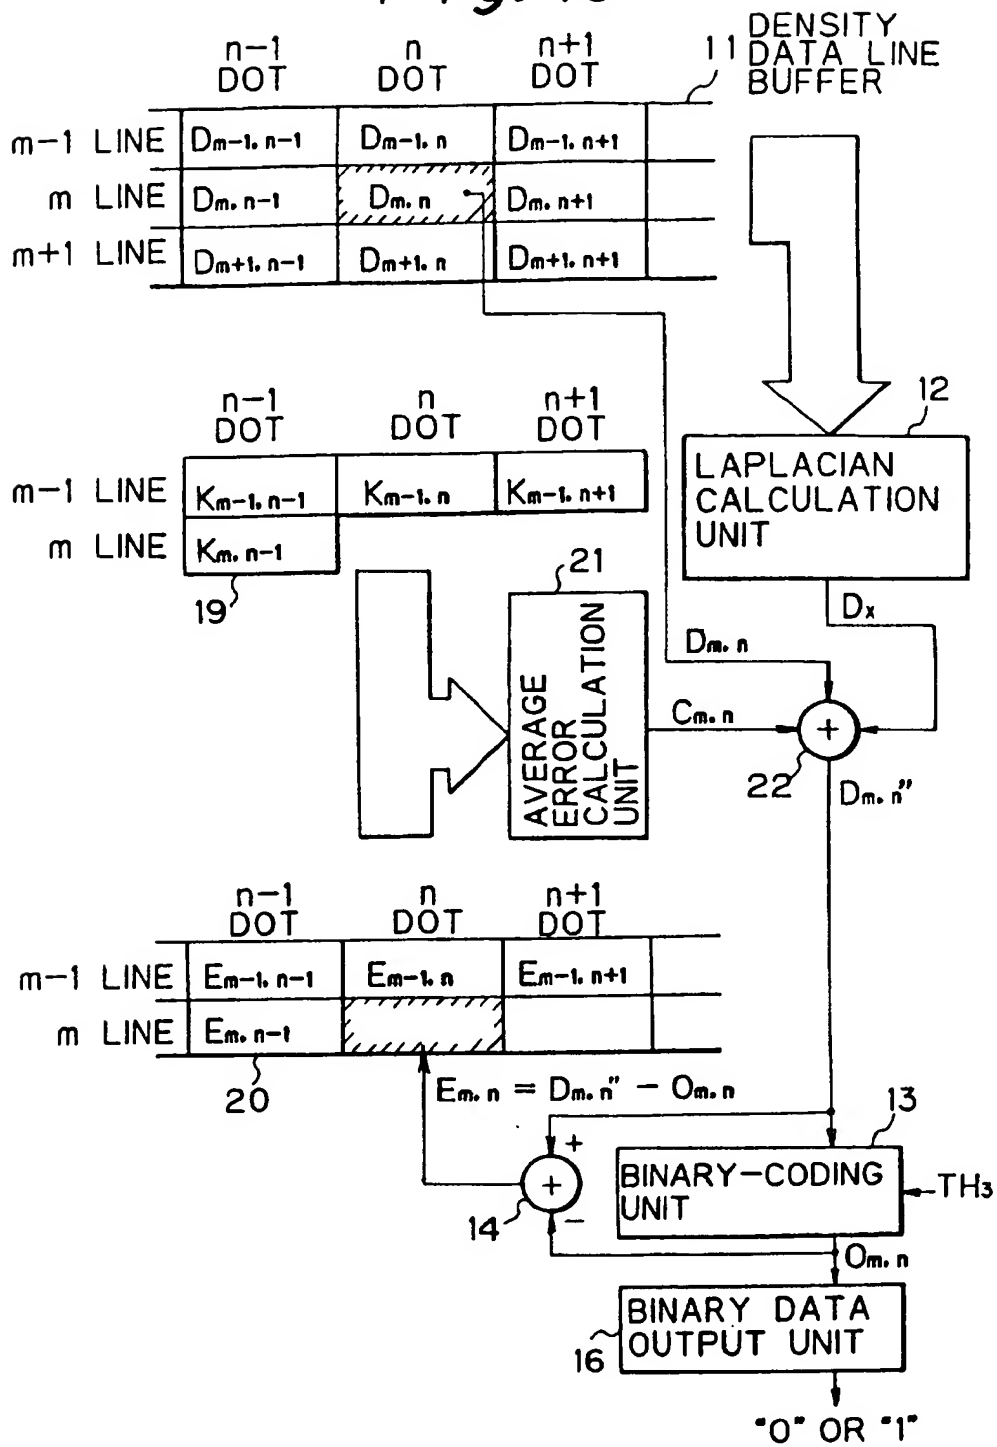 n-1 DOT n DOT n+1 DOT
11 DENSITY DATA LINE BUFFER
m-1 LINE Dm-1.n-1 Dm-1.n Dm-1.n+1
m LINE Dm.n-1 Dm.n Dm.n+1
m+1 LINE Dm+1.n-1 Dm+1.n Dm+1.n+1
n-1 DOT n DOT n+1 DOT
12
m-1 LINE Km-1.n-1 Km-1.n Km-1.n+1
m LINE Km.n-1
19
LAPLACIAN
CALCULATION
UNIT
21
AVERAGE
ERROR
CALCULATION
UNIT
Dx
Dm.n
Cm.n
+
22
Dm.n"
n-1 DOT n DOT n+1 DOT
m-1 LINE Em-1.n-1 Em-1.n Em-1.n+1
m LINE Em.n-1
20
Em.n = Dm.n" - Om.n
13
+
+
−
14
BINARY-CODING
UNIT
TH3
Om.n
BINARY DATA
OUTPUT UNIT
16
"0" OR "1"